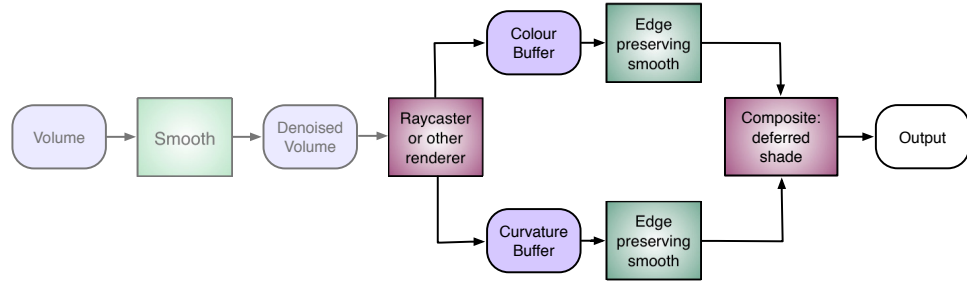 Volume
Smooth
Denoised
Volume
Raycaster
or other
renderer
Colour
Buffer
Edge
preserving
smooth
Curvature
Buffer
Edge
preserving
smooth
Composite:
deferred
shade
Output